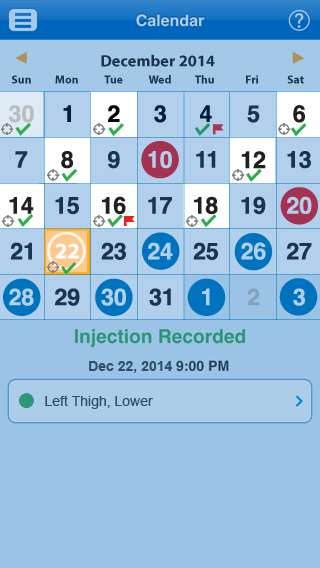 Calendar ?
December 2014
Sun Mon Tue Wed Thu Fri Sat
30 1 2 3 4 5 6
7 8 9 10 11 12 13
14 15 16 17 18 19 20
21 22 23 24 25 26 27
28 29 30 31 1 2 3
Injection Recorded
Dec 22, 2014 9:00 PM
Left Thigh, Lower